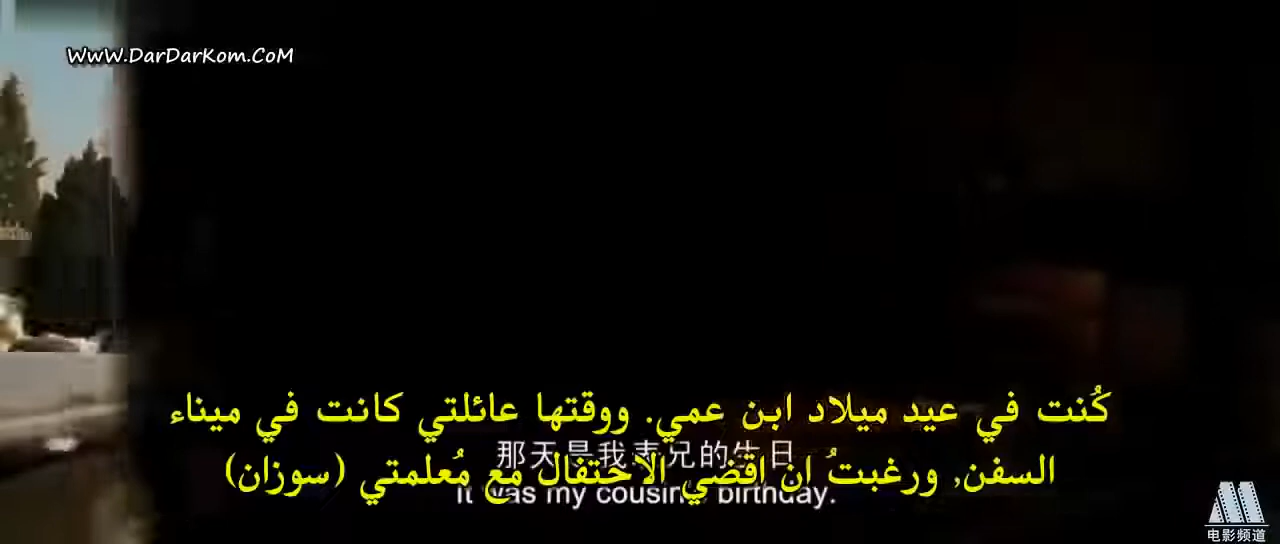 WwW.DarDarKom.CoM
كُنت في عيد ميلاد ابن عمي. ووقتها عائلتي كانت في ميناء
那天是我表兄的生日
السفن, ورغبتُ ان اقضي الاحتفال مع مُعلمتي (سوزان)
It was my cousin's birthday.
电影频道